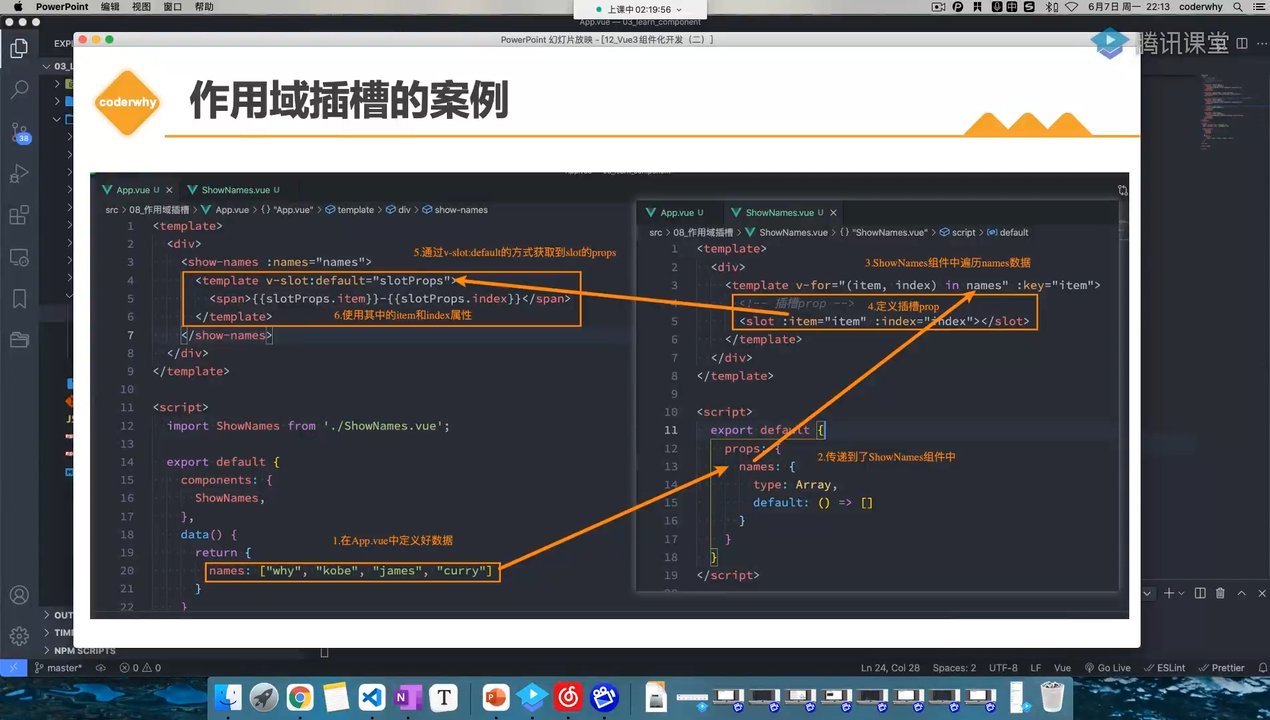 PowerPoint 编辑 视图 窗口 帮助
上课中 02:19:56
6月7日 周一 22:13 coderwhy
App.vue — 03_learn_component
PowerPoint 幻灯片放映 - [12_Vue3组件化开发（二）]
腾讯课堂
coderwhy
作用域插槽的案例
App.vue U
ShowNames.vue U
src > 08_作用域插槽 > App.vue > {} "App.vue" > template > div > show-names
1 <template>
2 <div>
5.通过v-slot:default的方式获取到slot的props
3 <show-names :names="names">
4 <template v-slot:default="slotProps">
5 <span>{{slotProps.item}}-{{slotProps.index}}</span>
6 </template>
6.使用其中的item和index属性
7 </show-names>
8 </div>
9 </template>
10
11 <script>
12 import ShowNames from './ShowNames.vue';
13
14 export default {
15 components: {
16 ShowNames,
17 },
18 data() {
1.在App.vue中定义好数据
19 return {
20 names: ["why", "kobe", "james", "curry"]
21 }
22 }
App.vue U
ShowNames.vue U
src > 08_作用域插槽 > ShowNames.vue > {} "ShowNames.vue" > script > default
1 <template>
3.ShowNames组件中遍历names数据
2 <div>
3 <template v-for="(item, index) in names" :key="item">
4 <!-- 插槽prop -->
4.定义插槽prop
5 <slot :item="item" :index="index"></slot>
6 </template>
7 </div>
8 </template>
9
10 <script>
11 export default {
12 props: {
2.传递到了ShowNames组件中
13 names: {
14 type: Array,
15 default: () => []
16 }
17 }
18 }
19 </script>
NPM SCRIPTS
master*
0 0
Ln 24, Col 28 Spaces: 2 UTF-8 LF Vue Go Live ESLint Prettier